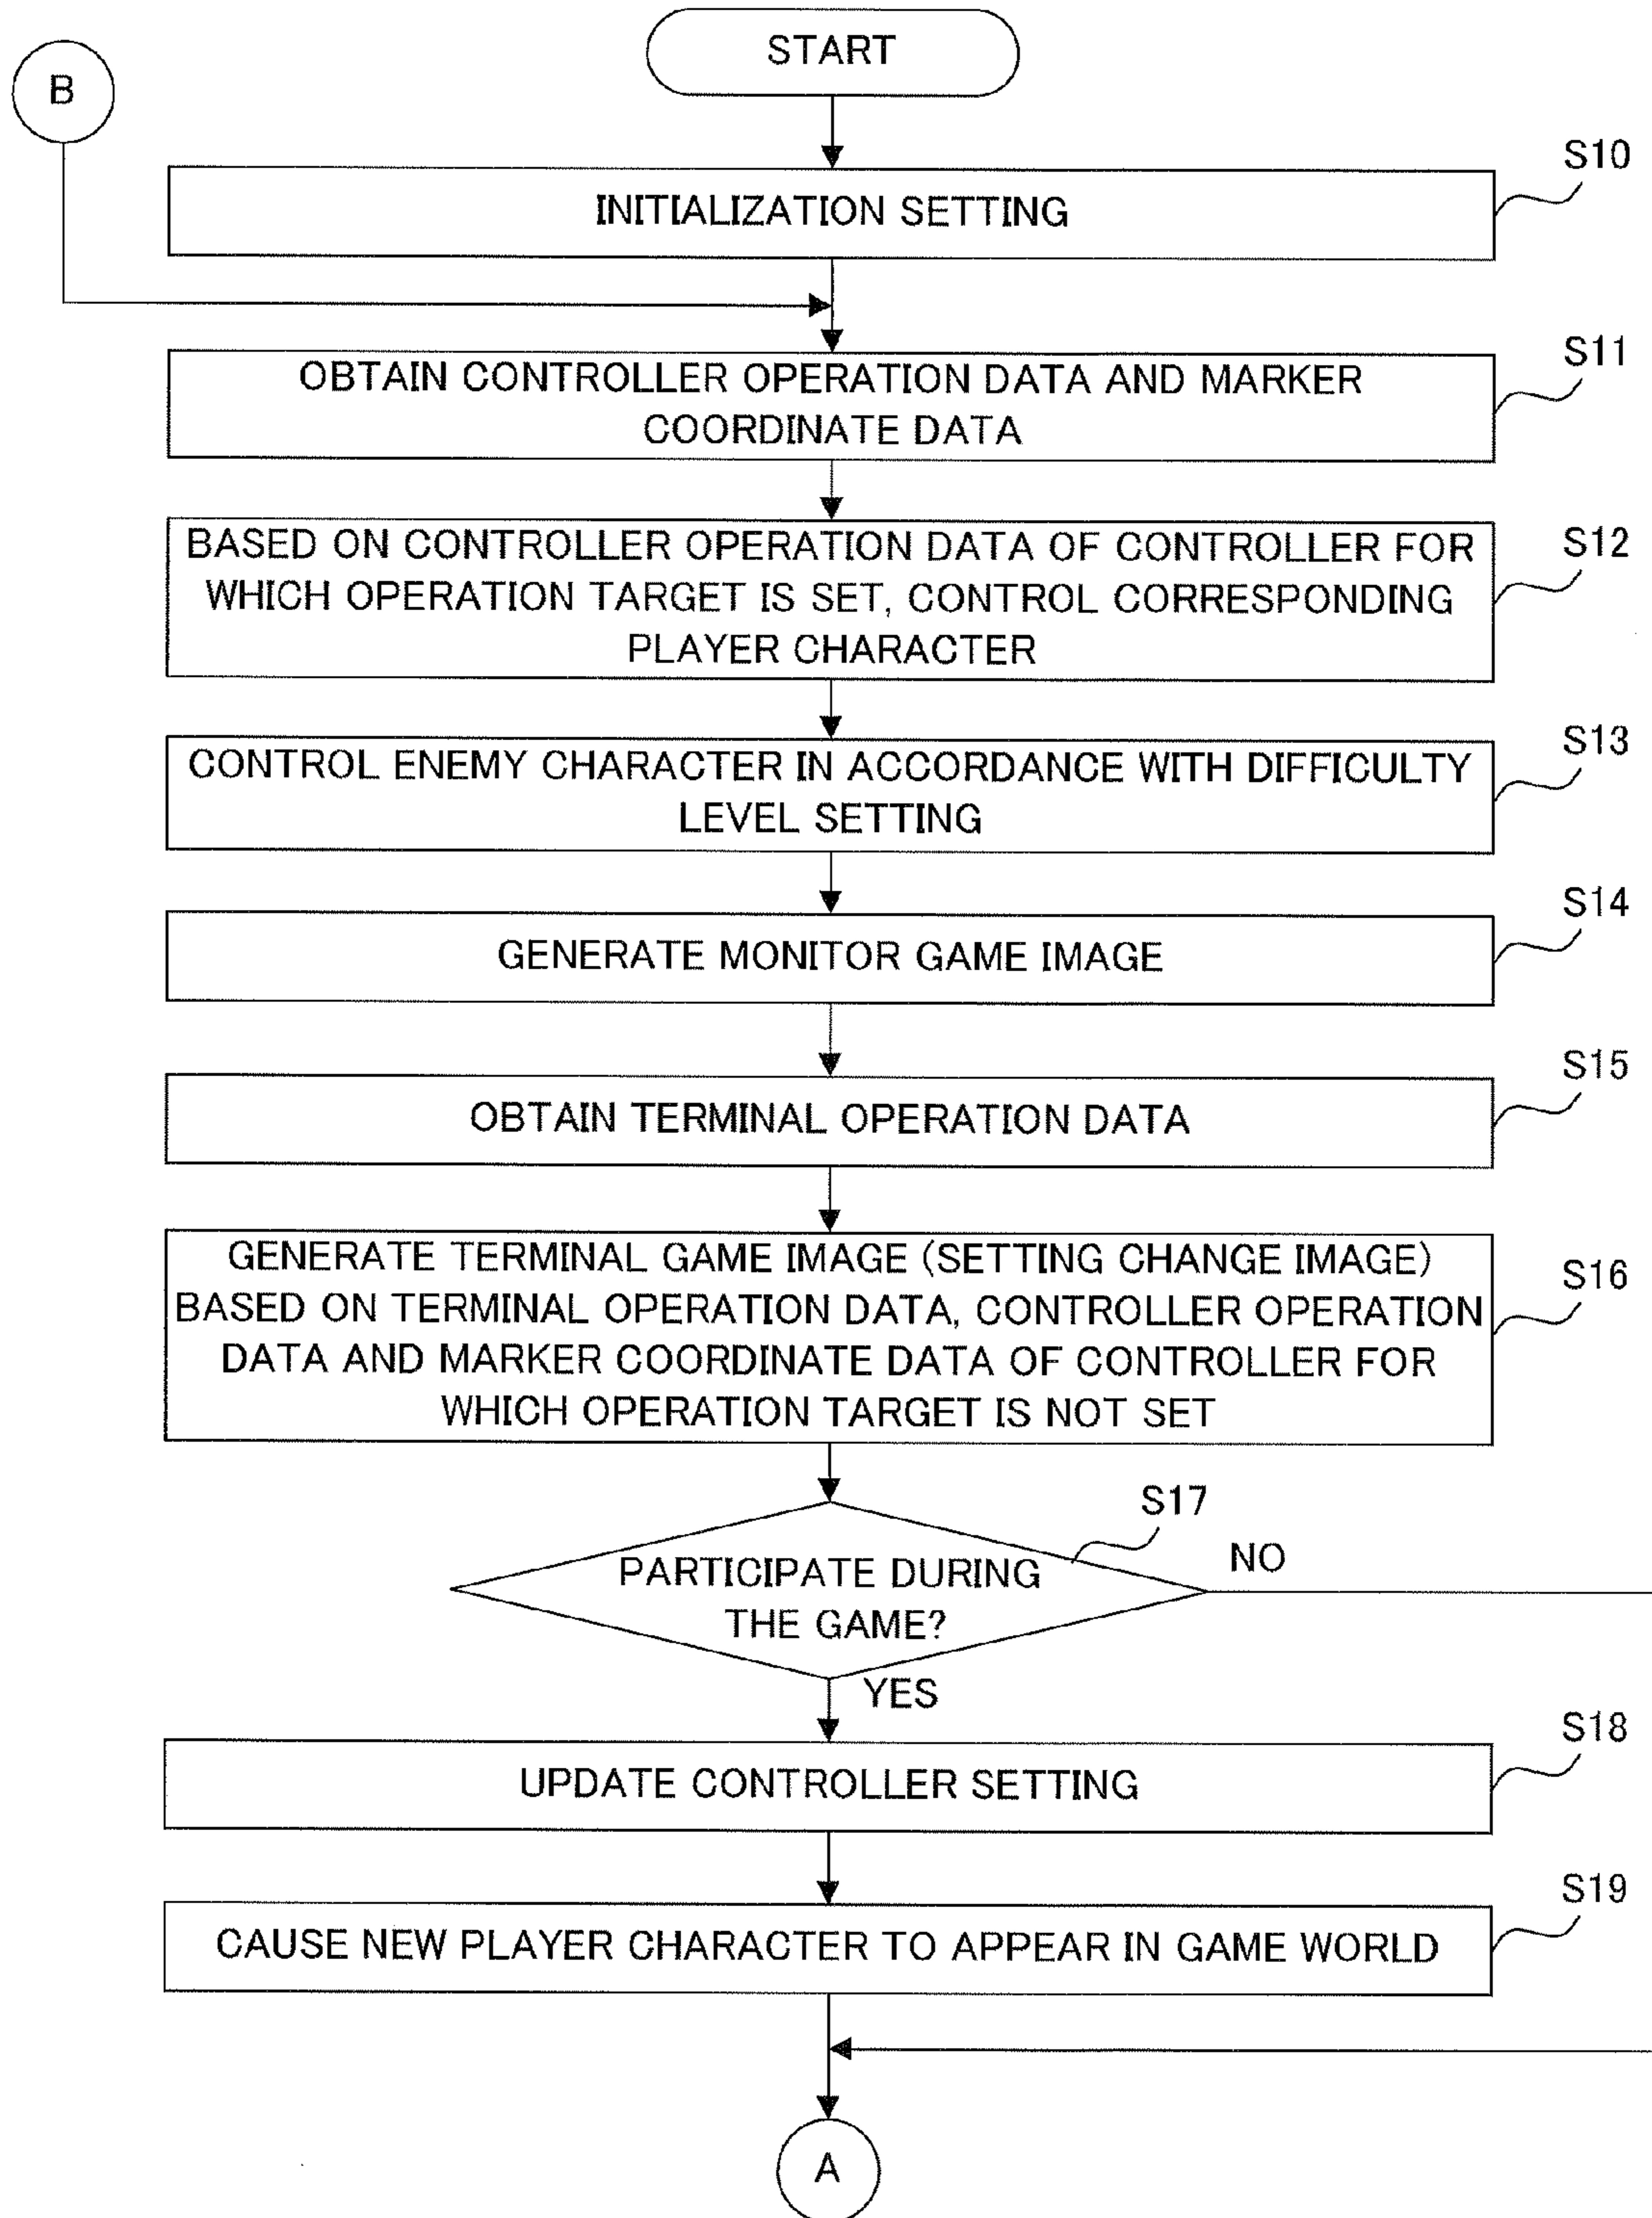 START
B
S10
INITIALIZATION SETTING
S11
OBTAIN CONTROLLER OPERATION DATA AND MARKER
COORDINATE DATA
S12
BASED ON CONTROLLER OPERATION DATA OF CONTROLLER FOR
WHICH OPERATION TARGET IS SET, CONTROL CORRESPONDING
PLAYER CHARACTER
S13
CONTROL ENEMY CHARACTER IN ACCORDANCE WITH DIFFICULTY
LEVEL SETTING
S14
GENERATE MONITOR GAME IMAGE
S15
OBTAIN TERMINAL OPERATION DATA
S16
GENERATE TERMINAL GAME IMAGE (SETTING CHANGE IMAGE)
BASED ON TERMINAL OPERATION DATA, CONTROLLER OPERATION
DATA AND MARKER COORDINATE DATA OF CONTROLLER FOR
WHICH OPERATION TARGET IS NOT SET
S17
PARTICIPATE DURING
THE GAME?
NO
YES
S18
UPDATE CONTROLLER SETTING
S19
CAUSE NEW PLAYER CHARACTER TO APPEAR IN GAME WORLD
A